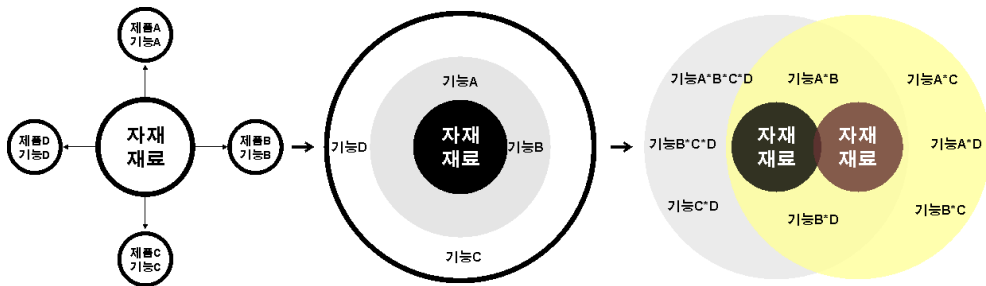 제품A
기능A
제품D
기능D
자재
재료
제품B
기능B
제품C
기능C
기능A
기능D
자재
재료
기능B
기능C
기능A*B*C*D
기능A*B
기능A*C
기능B*C*D
자재
재료
자재
재료
기능A*D
기능C*D
기능B*D
기능B*C